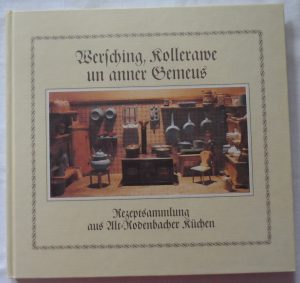 Werſching, Kollerawe
un anner Gemeus
Rezeptsammlung
aus Alt-Rodenbacher Küchen